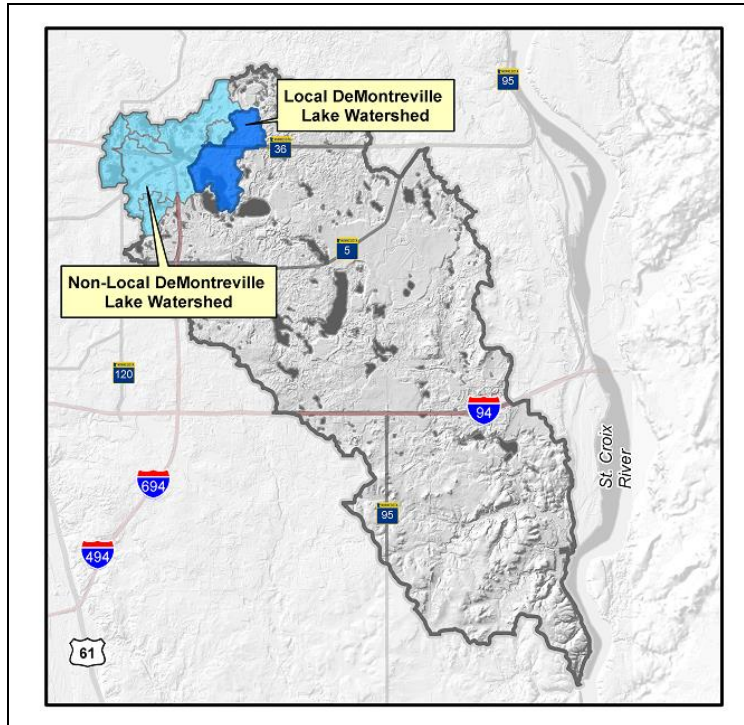 95
Local DeMontreville
Lake Watershed
36
5
Non-Local DeMontreville
Lake Watershed
120
94
St. Croix
River
694
95
494
61